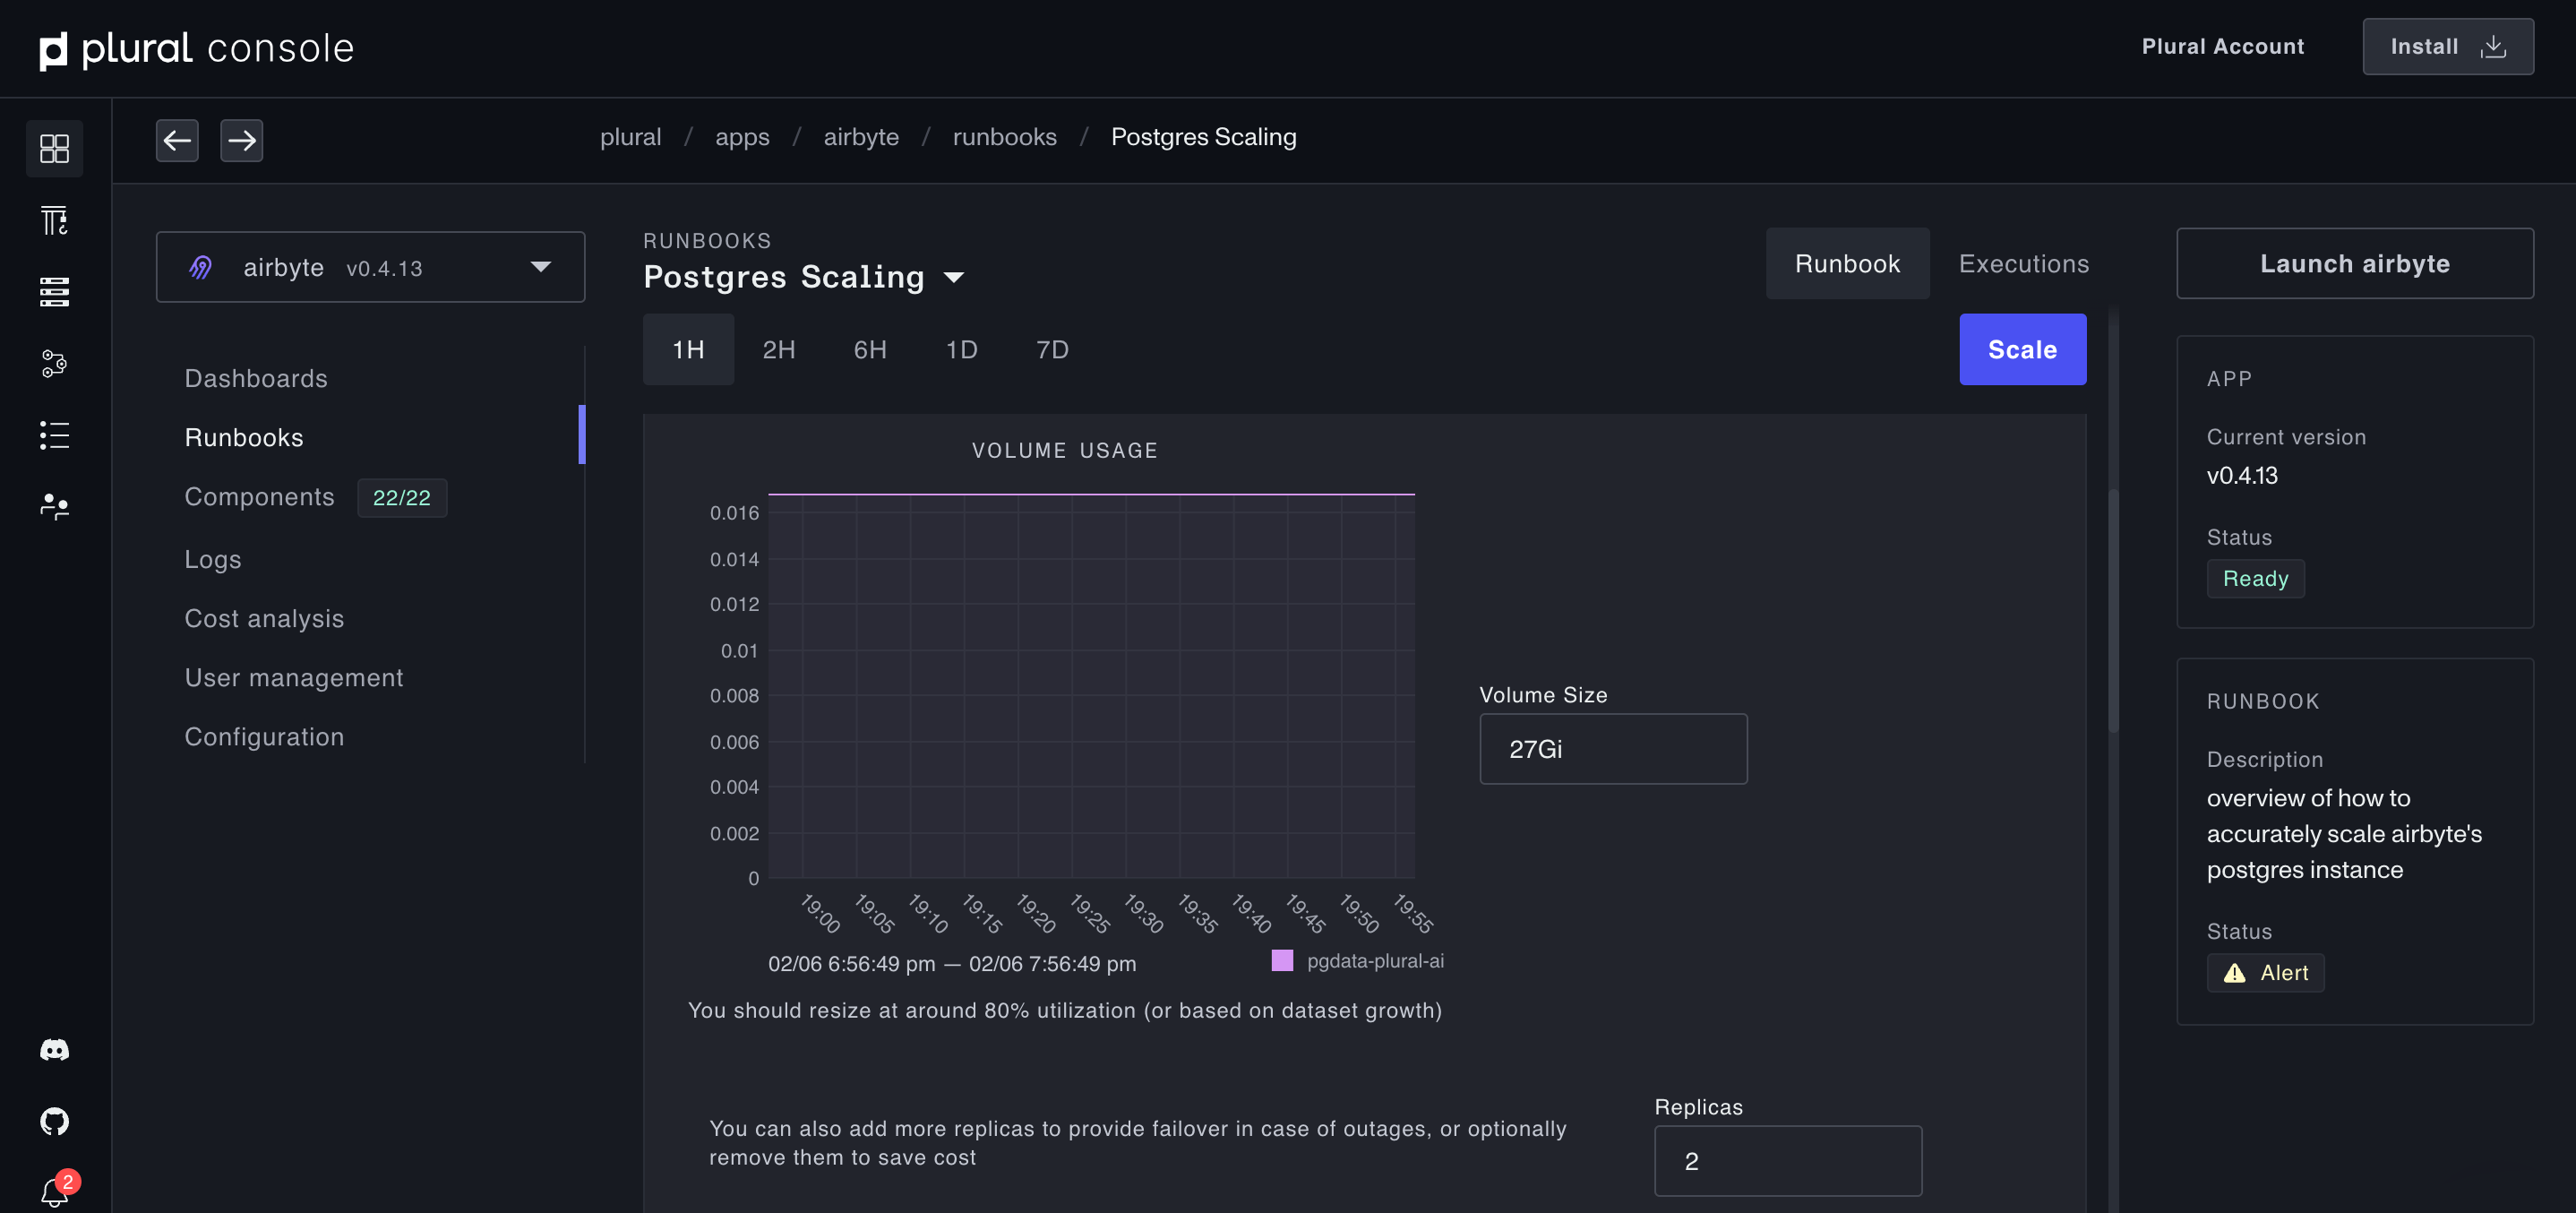 plural console
Plural Account
Install
plural / apps / airbyte / runbooks / Postgres Scaling
airbyte v0.4.13
Dashboards
Runbooks
Components 22/22
Logs
Cost analysis
User management
Configuration
2
RUNBOOKS
Postgres Scaling
Runbook
Executions
1H 2H 6H 1D 7D
Scale
VOLUME USAGE
0.016
0.014
0.012
0.01
0.008
0.006
0.004
0.002
0
19:00 19:05 19:10 19:15 19:20 19:25 19:30 19:35 19:40 19:45 19:50 19:55
02/06 6:56:49 pm — 02/06 7:56:49 pm
pgdata-plural-ai
You should resize at around 80% utilization (or based on dataset growth)
Volume Size
27Gi
You can also add more replicas to provide failover in case of outages, or optionally
remove them to save cost
Replicas
2
Launch airbyte
APP
Current version
v0.4.13
Status
Ready
RUNBOOK
Description
overview of how to
accurately scale airbyte's
postgres instance
Status
Alert